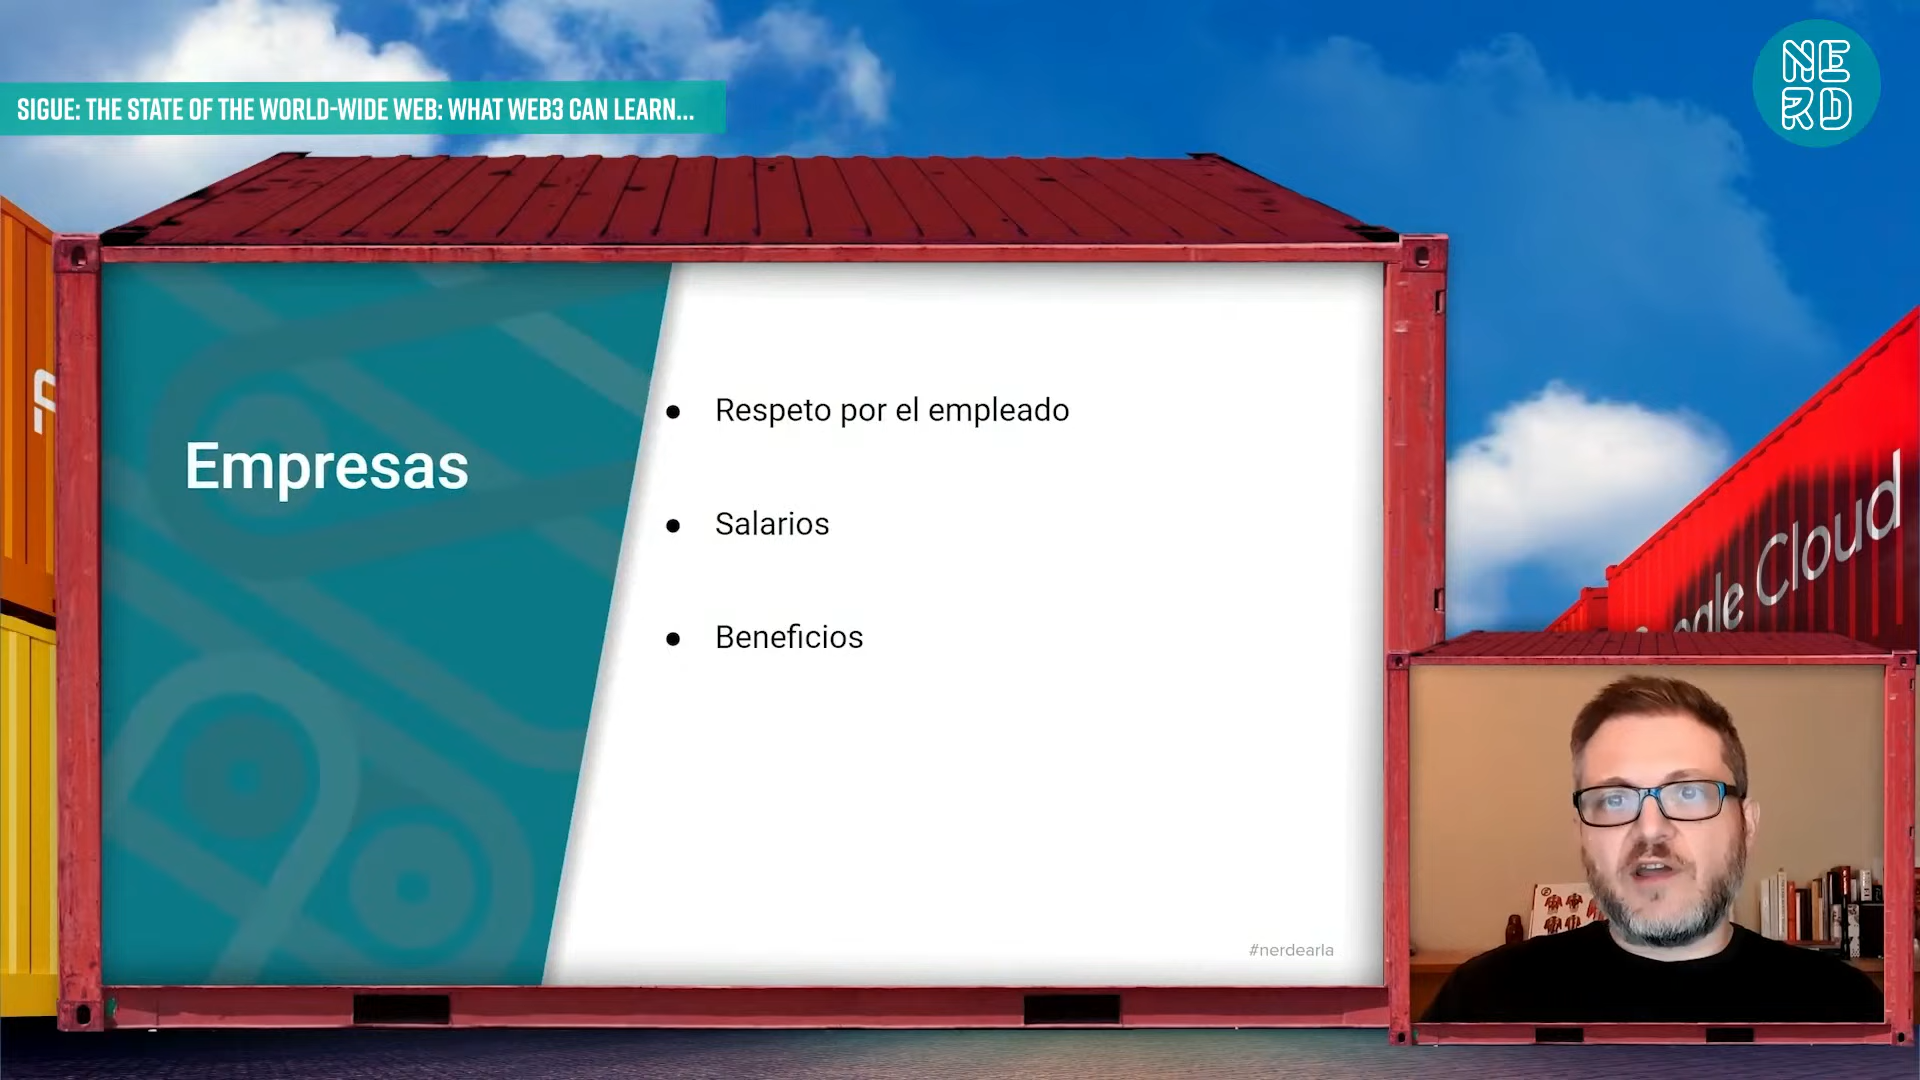 SIGUE: THE STATE OF THE WORLD-WIDE WEB: WHAT WEB3 CAN LEARN...
NE
RD
Empresas
● Respeto por el empleado
● Salarios
● Beneficios
#nerdearla
Cloud